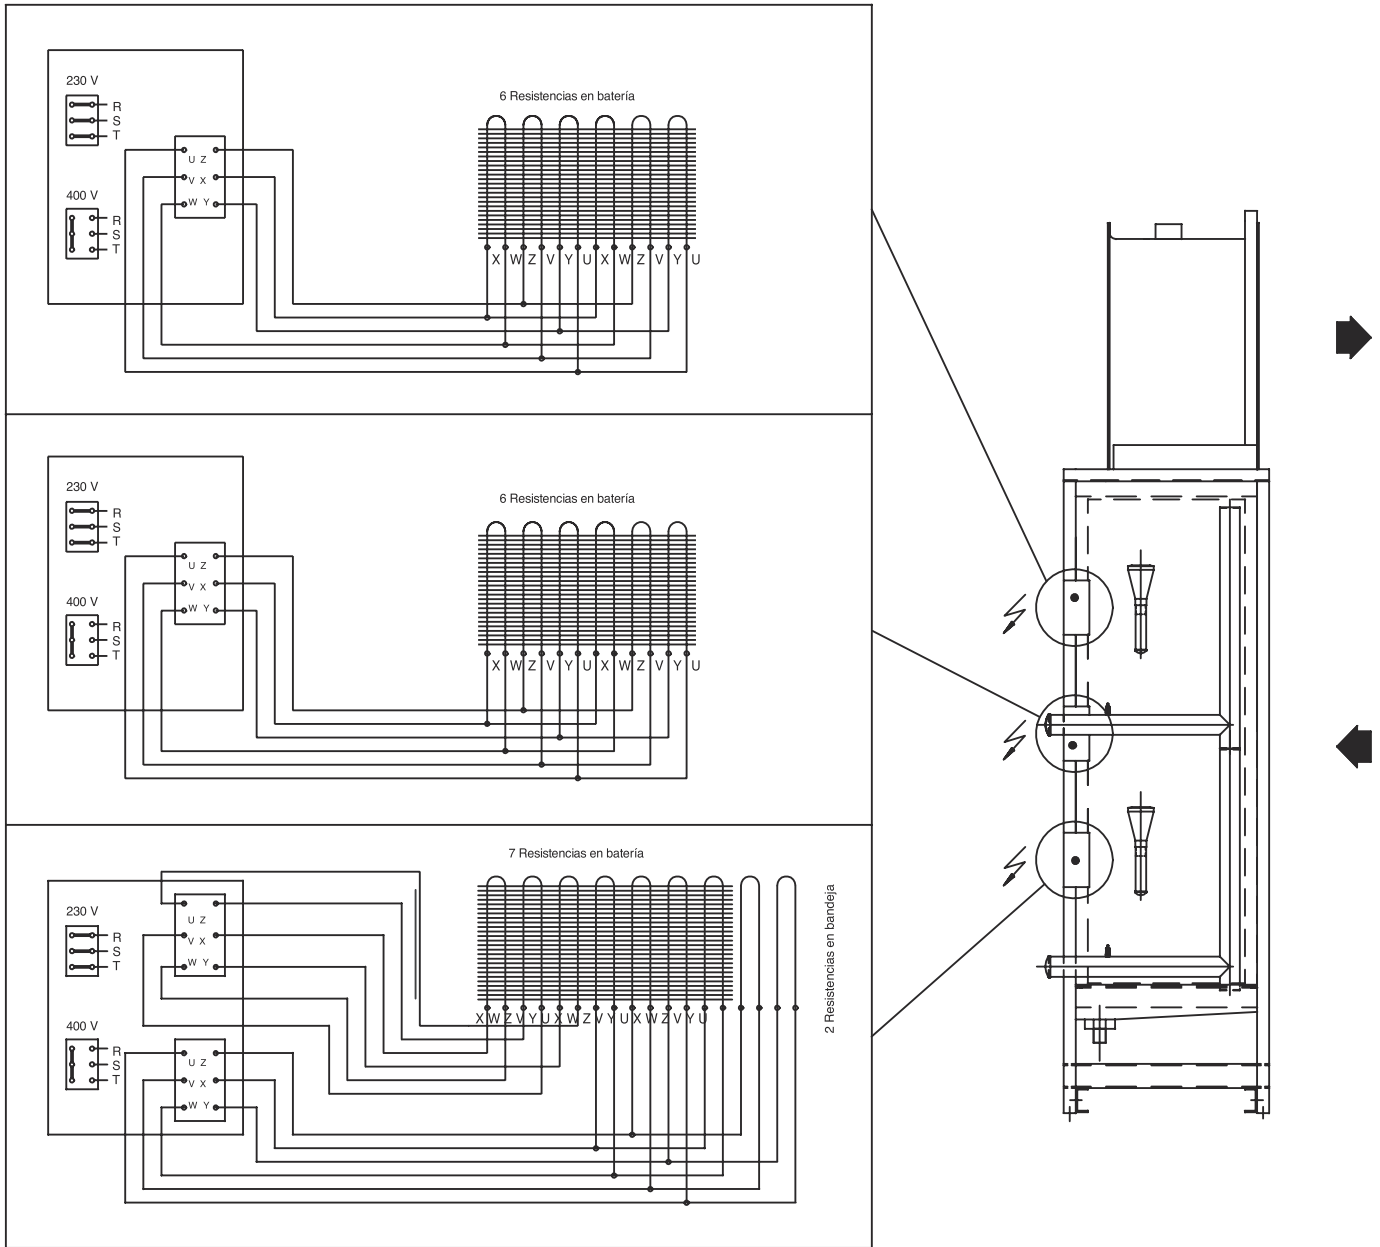 230 V
R
S
T
400 V
R
S
T
U Z
V X
W Y
6 Resistencias en batería
X W Z V Y U X W Z V Y U
230 V
R
S
T
400 V
R
S
T
U Z
V X
W Y
6 Resistencias en batería
X W Z V Y U X W Z V Y U
230 V
R
S
T
400 V
R
S
T
U Z
V X
W Y
U Z
V X
W Y
7 Resistencias en batería
X W Z V Y U X W Z V Y U X W Z V Y U
2 Resistencias en bandeja